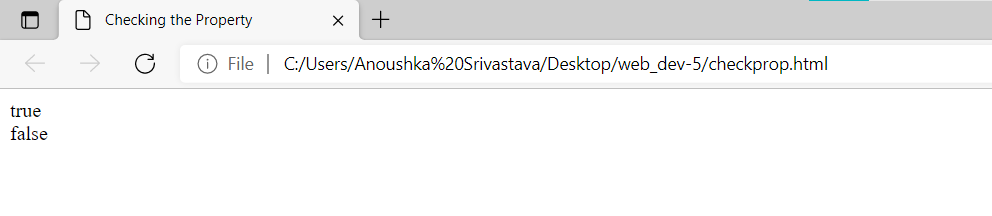 Checking the Property
File | C:/Users/Anoushka%20Srivastava/Desktop/web_dev-5/checkprop.html
true
false